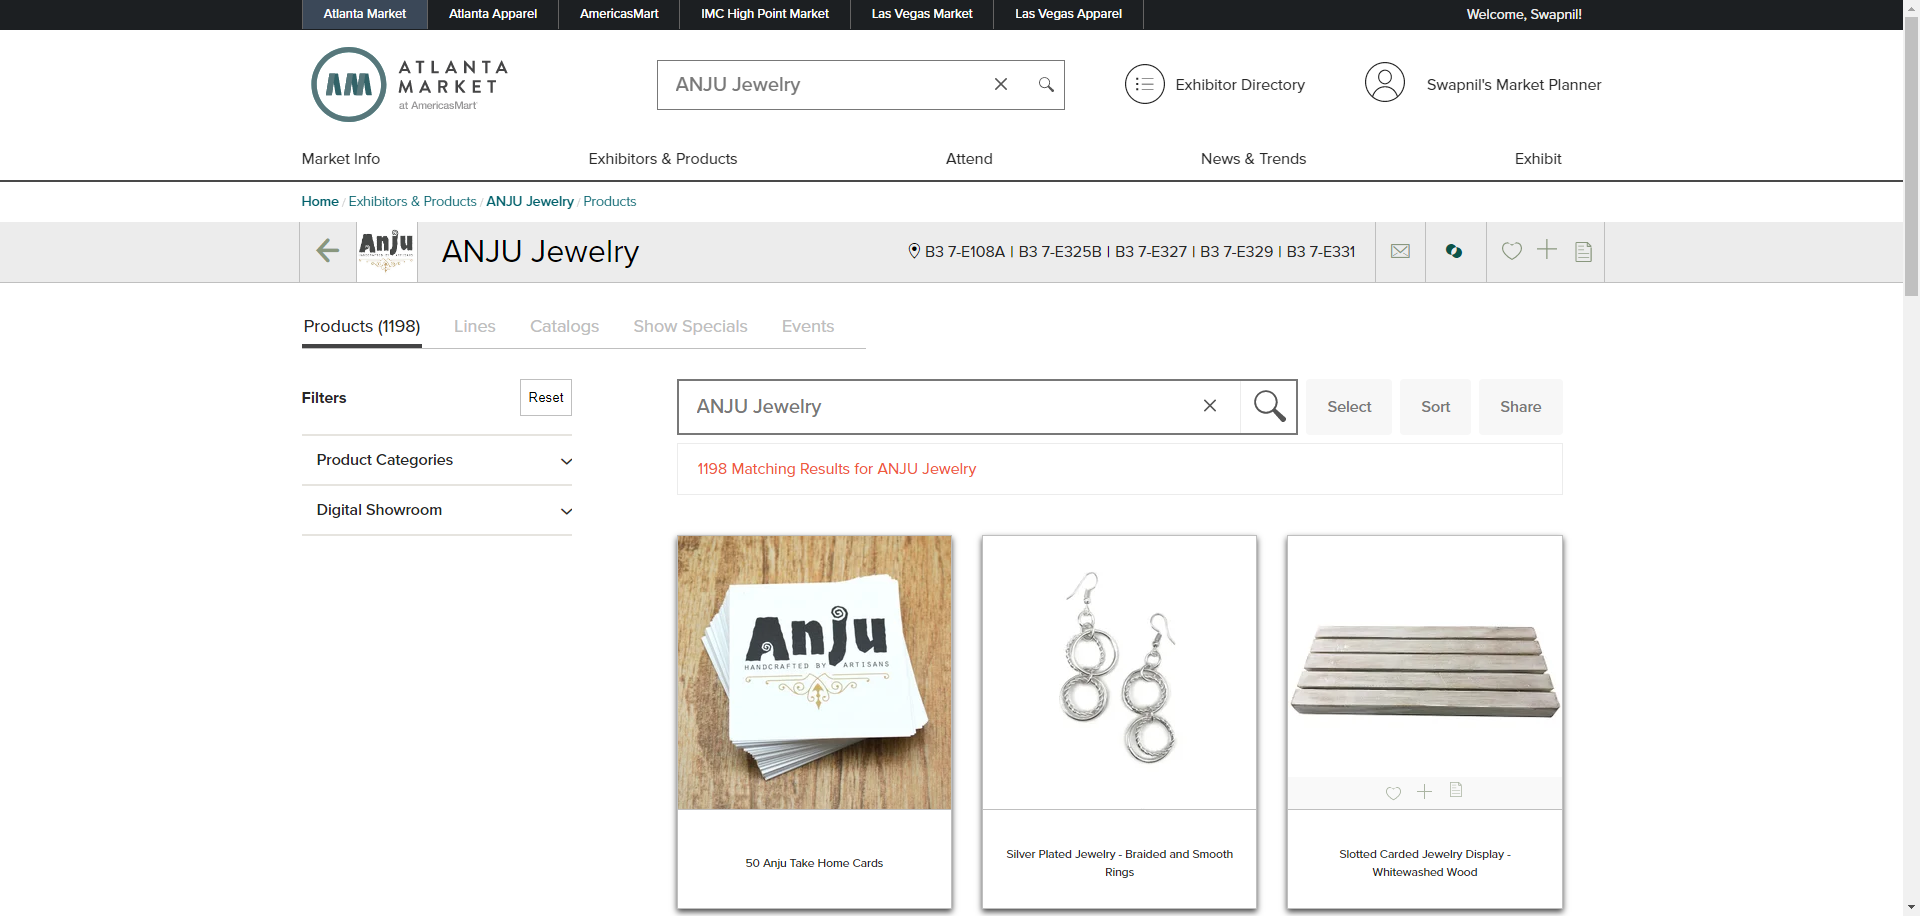 Atlanta Market
Atlanta Apparel
AmericasMart
IMC High Point Market
Las Vegas Market
Las Vegas Apparel
Welcome, Swapnil!
AM
ATLANTA
MARKET
at AmericasMart
ANJU Jewelry
Exhibitor Directory
Swapnil's Market Planner
Market Info
Exhibitors & Products
Attend
News & Trends
Exhibit
Home / Exhibitors & Products / ANJU Jewelry / Products
Anju
HANDCRAFTED BY ARTISANS
ANJU Jewelry
B3 7-E108A | B3 7-E325B | B3 7-E327 | B3 7-E329 | B3 7-E331
Products (1198)
Lines
Catalogs
Show Specials
Events
Filters
Reset
Product Categories
Digital Showroom
ANJU Jewelry
Select
Sort
Share
1198 Matching Results for ANJU Jewelry
Anju
HANDCRAFTED BY ARTISANS
50 Anju Take Home Cards
Silver Plated Jewelry - Braided and Smooth
Rings
Slotted Carded Jewelry Display -
Whitewashed Wood